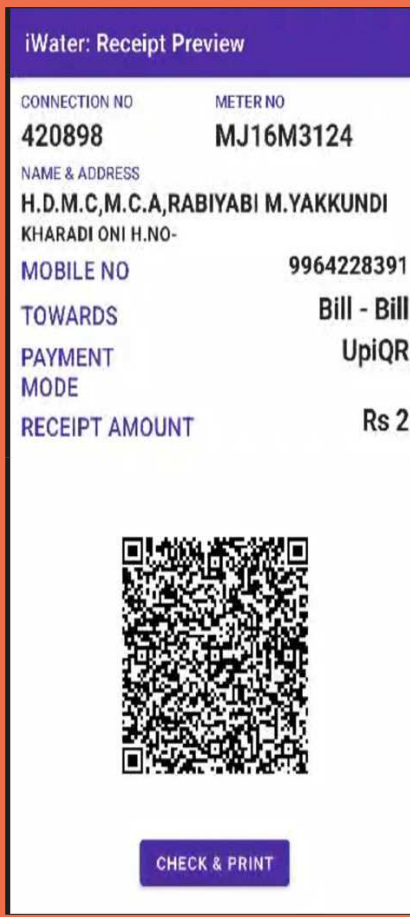 iWater: Receipt Preview
CONNECTION NO METER NO
420898 MJ16M3124
NAME & ADDRESS
H.D.M.C,M.C.A,RABIYABI M.YAKKUNDI
KHARADI ONI H.NO-
MOBILE NO 9964228391
TOWARDS Bill - Bill
PAYMENT MODE UpiQR
RECEIPT AMOUNT Rs 2
CHECK & PRINT